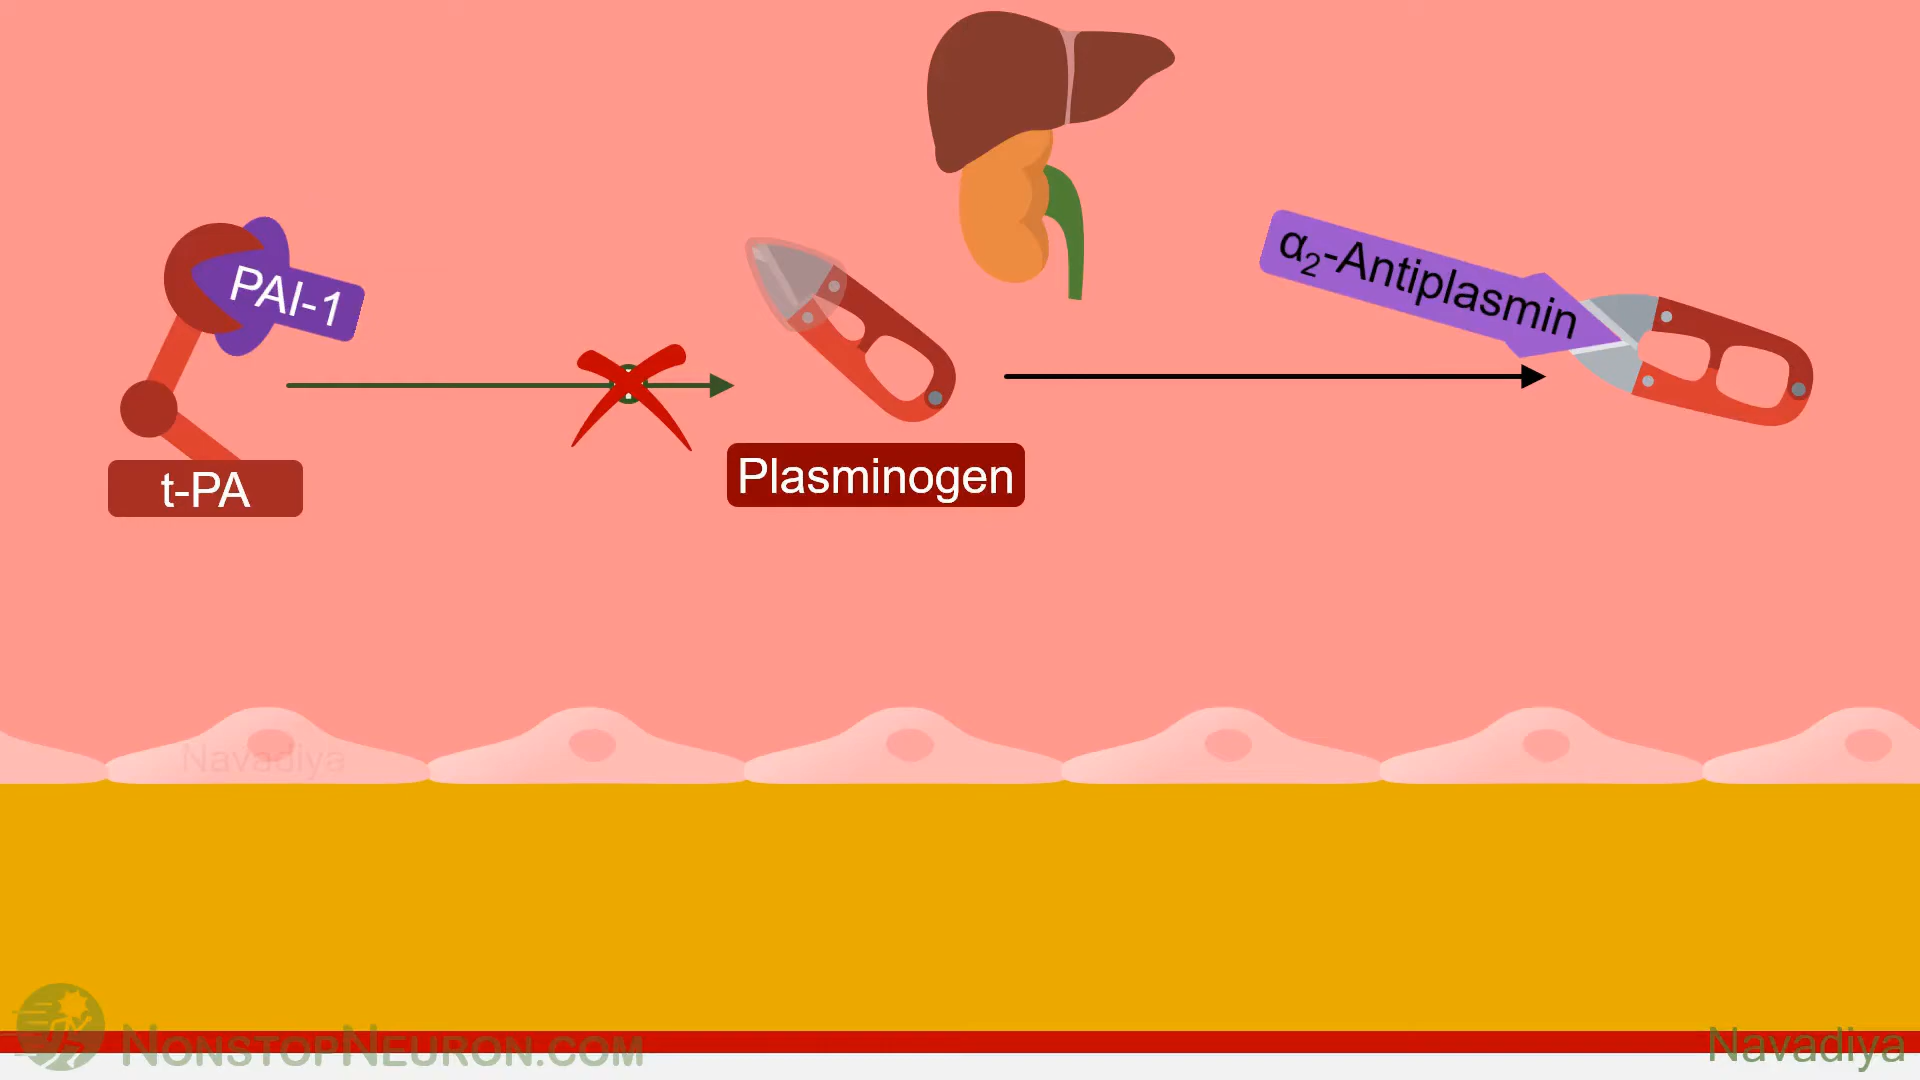 α₂-Antiplasmin
PAI-1
Plasminogen
t-PA
Navadiya
NonstopNeuron.com
Navadiya